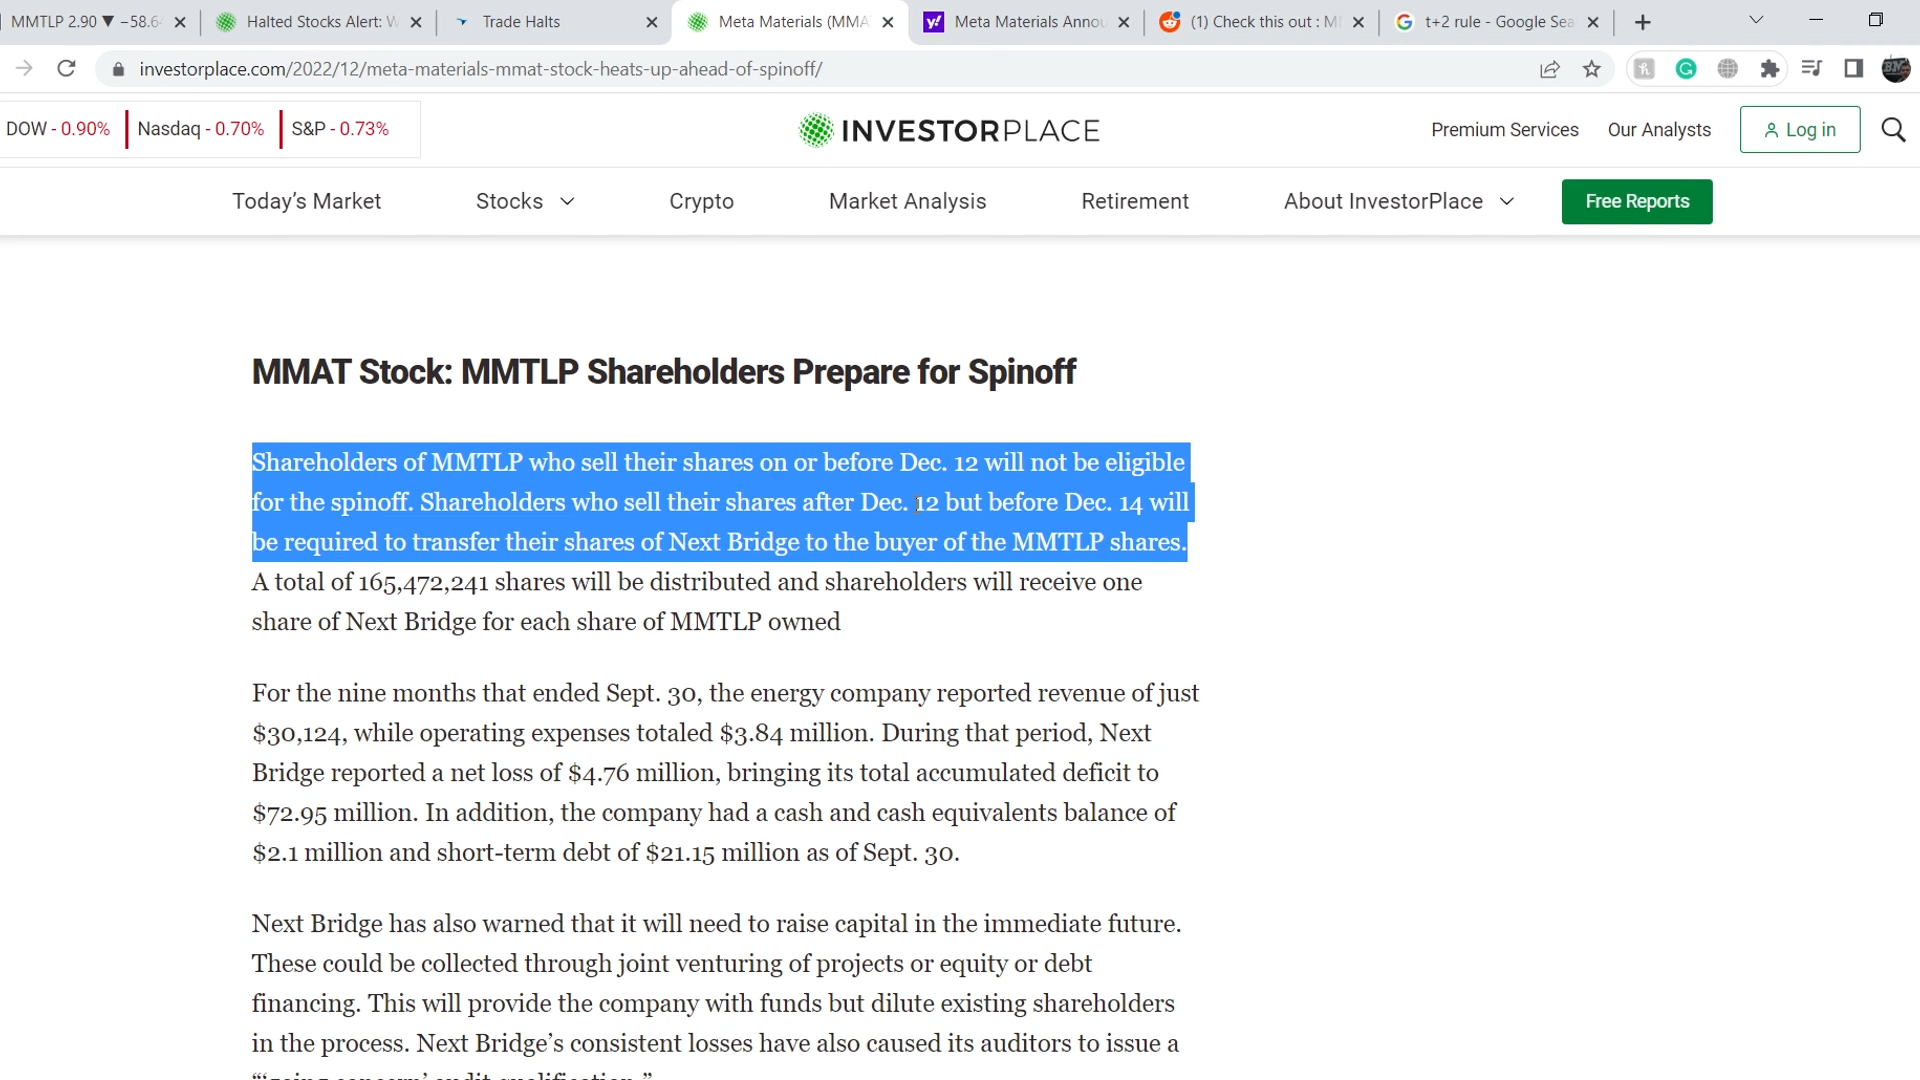 MMTLP 2.90 ▼ −58.6
Halted Stocks Alert: W
Trade Halts
Meta Materials (MMA
Meta Materials Annou
(1) Check this out : M
t+2 rule - Google Sea
investorplace.com/2022/12/meta-materials-mmat-stock-heats-up-ahead-of-spinoff/
DOW - 0.90% Nasdaq - 0.70% S&P - 0.73%
INVESTORPLACE
Premium Services Our Analysts Log in
Today’s Market Stocks Crypto Market Analysis Retirement About InvestorPlace Free Reports
MMAT Stock: MMTLP Shareholders Prepare for Spinoff
Shareholders of MMTLP who sell their shares on or before Dec. 12 will not be eligible
for the spinoff. Shareholders who sell their shares after Dec. 12 but before Dec. 14 will
be required to transfer their shares of Next Bridge to the buyer of the MMTLP shares.
A total of 165,472,241 shares will be distributed and shareholders will receive one
share of Next Bridge for each share of MMTLP owned
For the nine months that ended Sept. 30, the energy company reported revenue of just
$30,124, while operating expenses totaled $3.84 million. During that period, Next
Bridge reported a net loss of $4.76 million, bringing its total accumulated deficit to
$72.95 million. In addition, the company had a cash and cash equivalents balance of
$2.1 million and short-term debt of $21.15 million as of Sept. 30.
Next Bridge has also warned that it will need to raise capital in the immediate future.
These could be collected through joint venturing of projects or equity or debt
financing. This will provide the company with funds but dilute existing shareholders
in the process. Next Bridge’s consistent losses have also caused its auditors to issue a
“‘going concern’ audit qualification.”